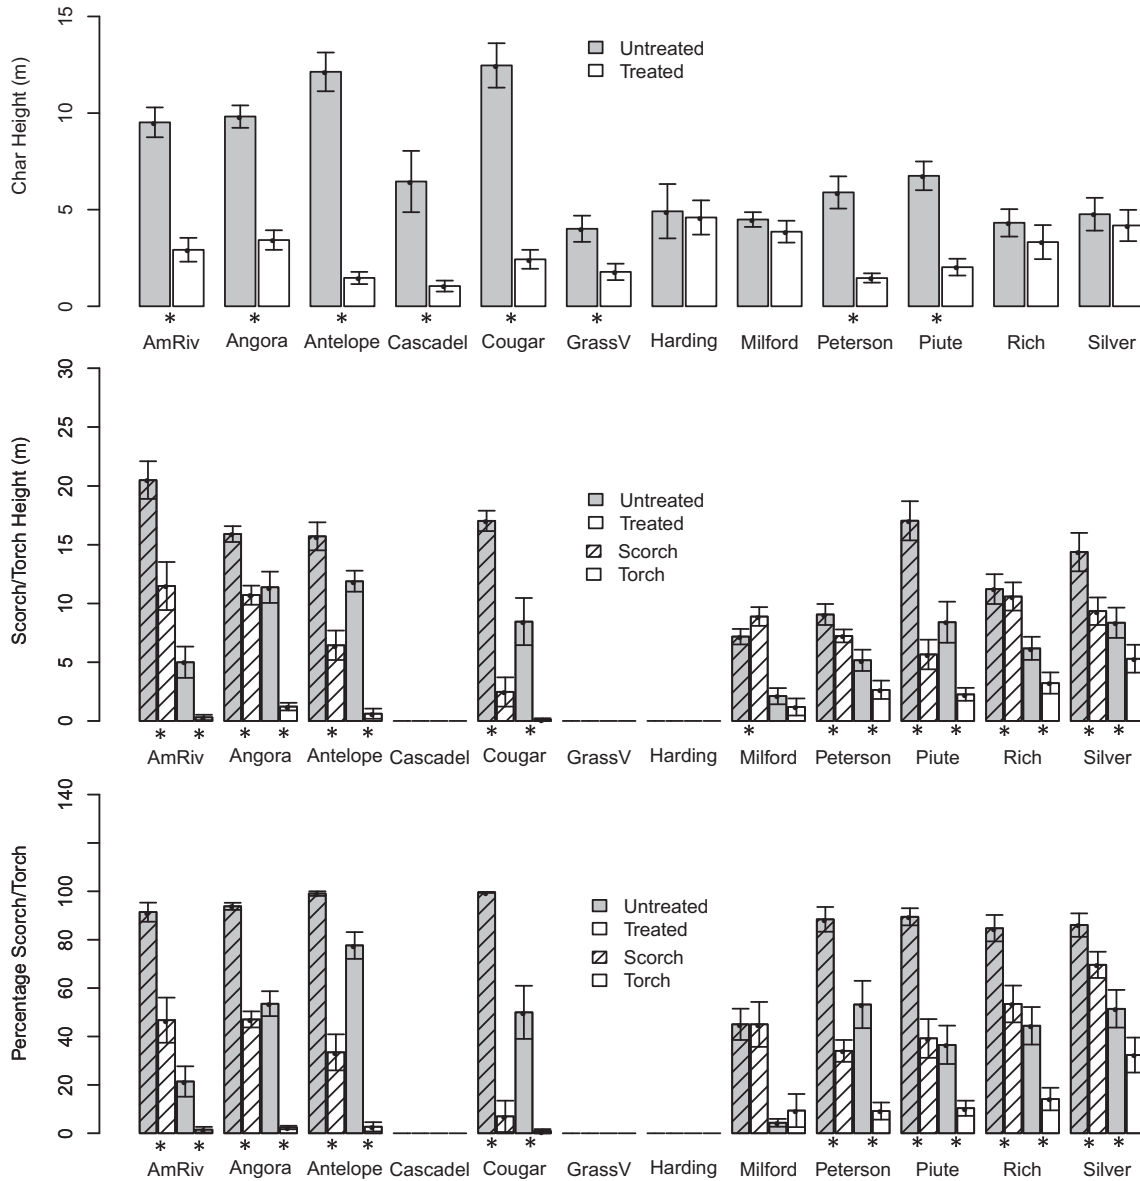 Char Height (m)
15
10
5
0
Untreated
Treated
* * * * * * * *
AmRiv Angora Antelope Cascadel Cougar GrassV Harding Milford Peterson Piute Rich Silver
Scorch/Torch Height (m)
30
25
20
15
10
5
0
Untreated
Treated
Scorch
Torch
* * * * * * * * * * * * * * * * *
AmRiv Angora Antelope Cascadel Cougar GrassV Harding Milford Peterson Piute Rich Silver
Percentage Scorch/Torch
140
100
80
60
40
20
0
Untreated
Treated
Scorch
Torch
* * * * * * * * * * * * * * * *
AmRiv Angora Antelope Cascadel Cougar GrassV Harding Milford Peterson Piute Rich Silver